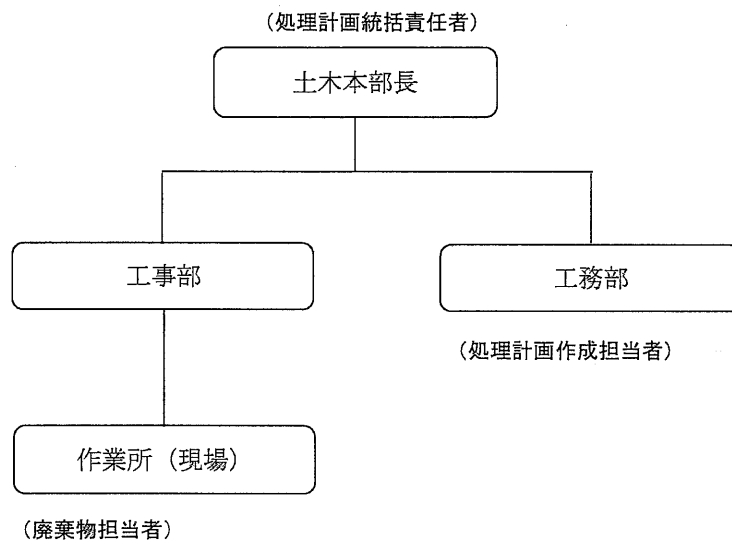 （処理計画統括責任者）
土木本部長
工事部
工務部
（処理計画作成担当者）
作業所（現場）
（廃棄物担当者）